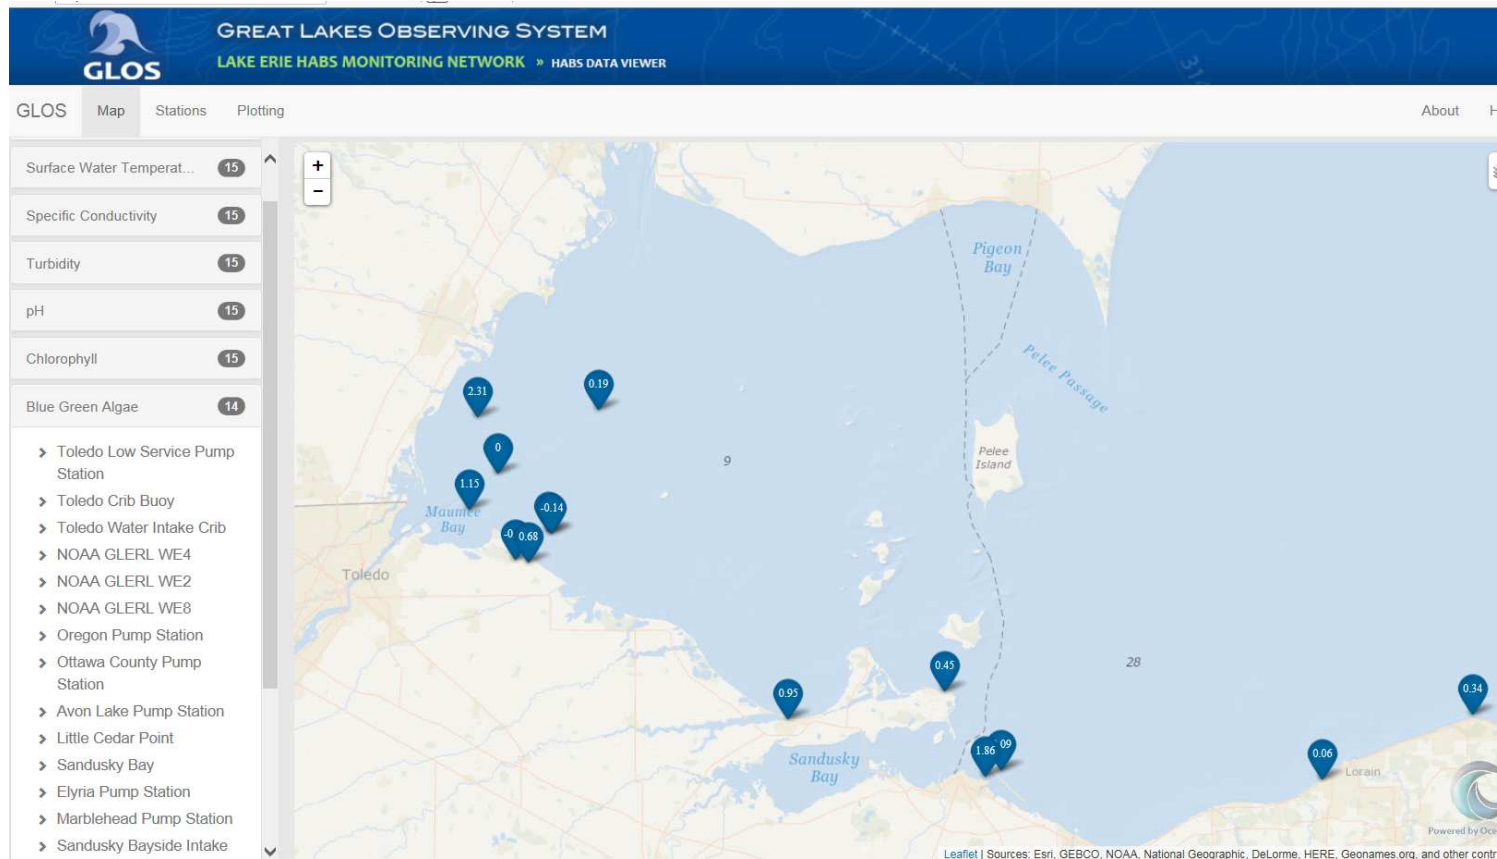 GREAT LAKES OBSERVING SYSTEM
LAKE ERIE HABS MONITORING NETWORK » HABS DATA VIEWER
GLOS
GLOS
Map
Stations
Plotting
About
Surface Water Temperat... 15
Specific Conductivity 15
Turbidity 15
pH 15
Chlorophyll 15
Blue Green Algae 14
Toledo Low Service Pump
Station
Toledo Crib Buoy
Toledo Water Intake Crib
NOAA GLERL WE4
NOAA GLERL WE2
NOAA GLERL WE8
Oregon Pump Station
Ottawa County Pump
Station
Avon Lake Pump Station
Little Cedar Point
Sandusky Bay
Elyria Pump Station
Marblehead Pump Station
Sandusky Bayside Intake
+
−
Pigeon
Bay
Pelee Passage
Pelee
Island
2.31
0.19
0
9
1.15
Maumee
Bay
-0.14
-0
0.68
Toledo
0.45
28
0.95
0.34
Sandusky
Bay
1.86
09
0.06
Lorain
Powered by Oce
Leaflet | Sources: Esri, GEBCO, NOAA, National Geographic, DeLorme, HERE, Geonames.org, and other contr